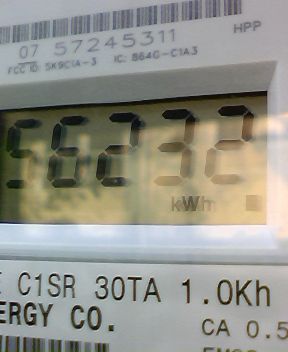 07 57245311
HPP
FCC ID: SK9C1A-3 IC: 864G-C1A3
56232
kWh
C1SR 30TA 1.0Kh
ERGY CO.
CA 0.5